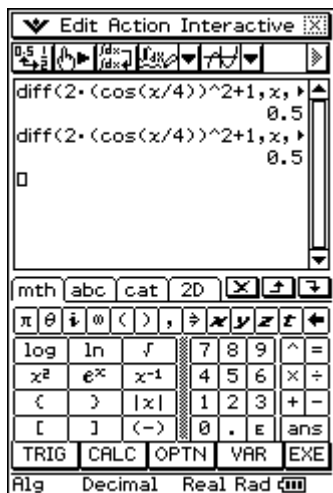 Edit Action Interactive
diff(2·(cos(x/4))^2+1,x,
0.5
diff(2·(cos(x/4))^2+1,x,
0.5
mth abc cat 2D
π θ i ∞ ( ) , ⇒ x y z t
log ln √ 7 8 9 ^ =
x² eˣ x⁻¹ 4 5 6 × ÷
( ) |x| 1 2 3 + -
[ ] (-) 0 . E ans
TRIG CALC OPTN VAR EXE
Alg Decimal Real Rad